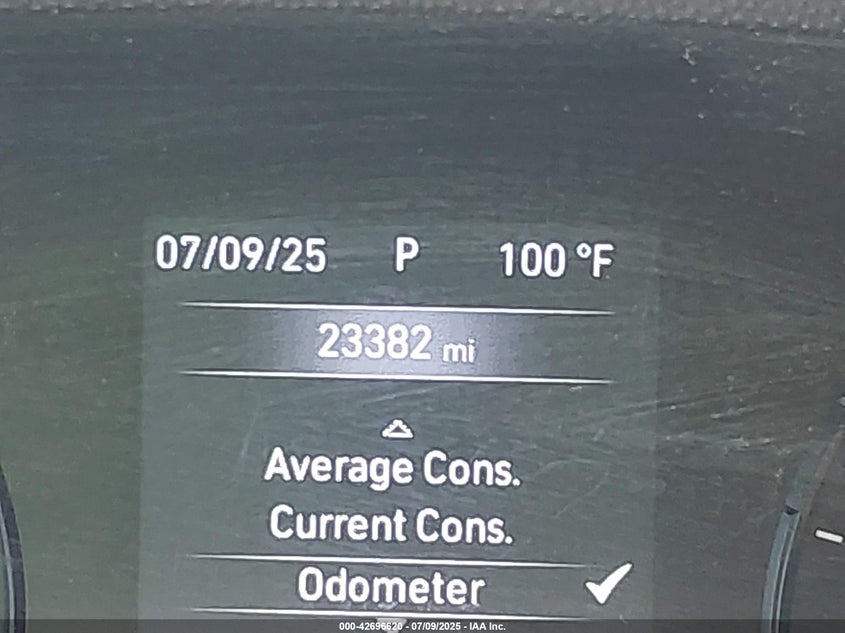 07/09/25 P 100 °F
23382 mi
Average Cons.
Current Cons.
Odometer
000-42696620 - 07/09/2025 - IAA Inc.